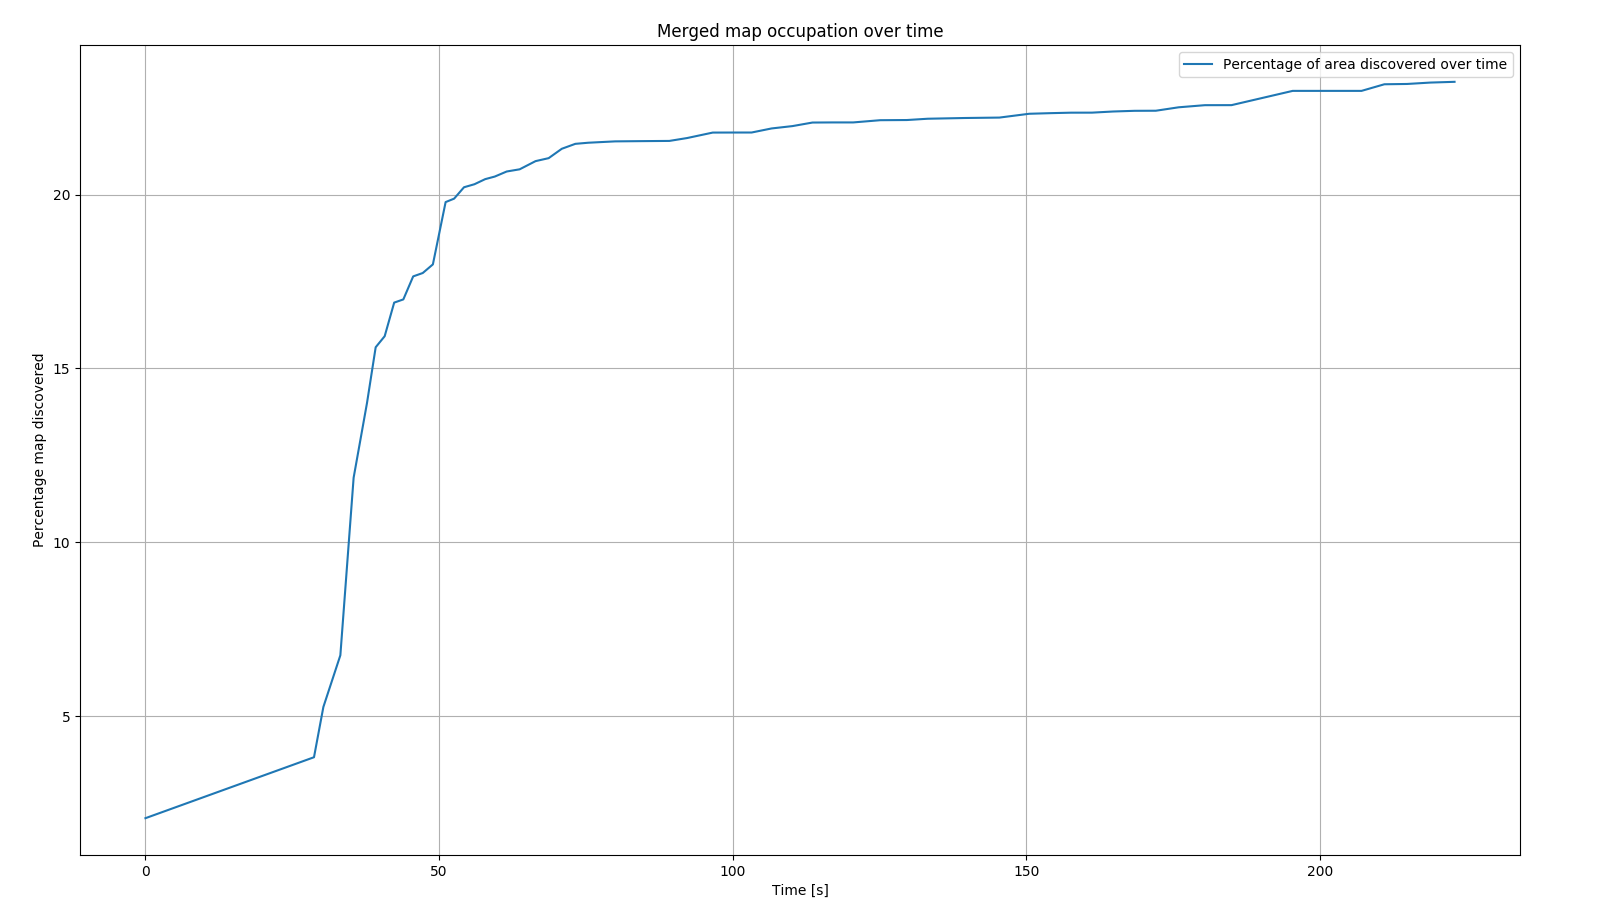 Merged map occupation over time
Percentage of area discovered over time
Percentage map discovered
20
15
10
5
0 50 100 150 200
Time [s]